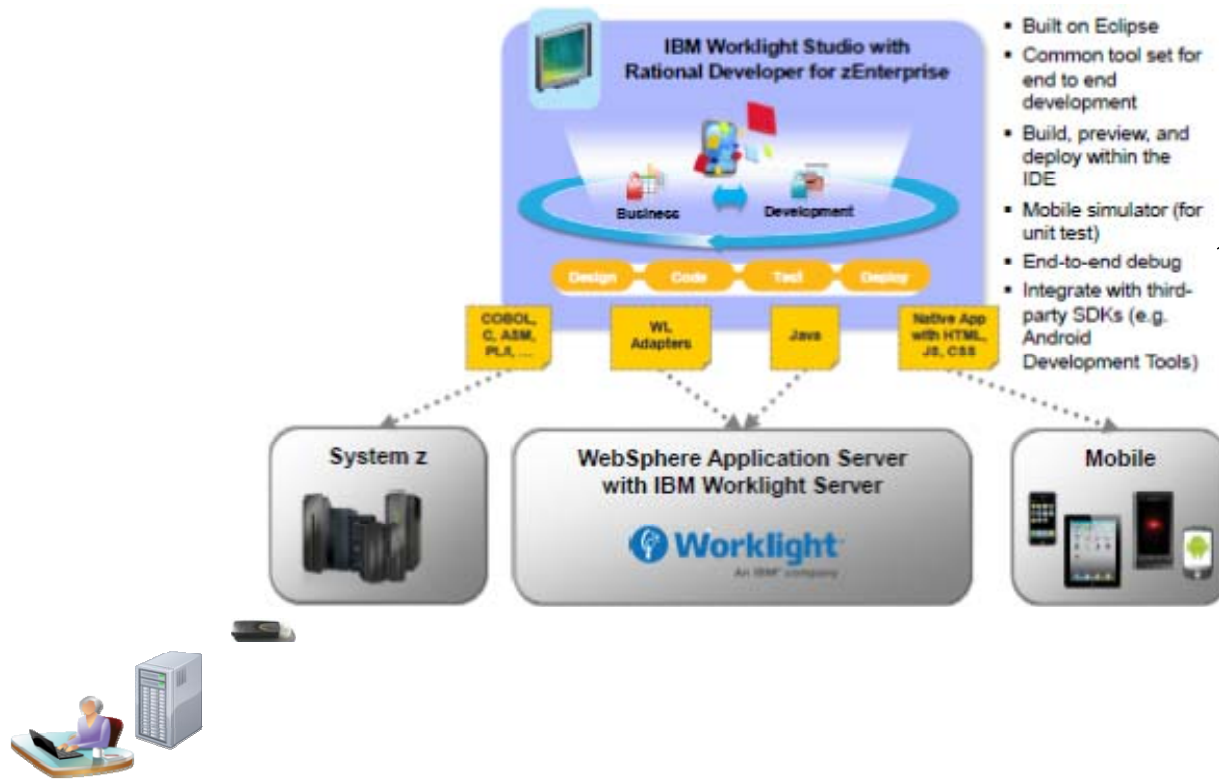 IBM Worklight Studio with
Rational Developer for zEnterprise
Business
Development
Design
Code
Test
Deploy
▪ Built on Eclipse
▪ Common tool set for
end to end
development
▪ Build, preview, and
deploy within the
IDE
▪ Mobile simulator (for
unit test)
▪ End-to-end debug
▪ Integrate with third-
party SDKs (e.g.
Android
Development Tools)
COBOL,
C, ASM,
PL/I, ...
WL
Adapters
Java
Native App
with HTML,
JS, CSS
System z
WebSphere Application Server
with IBM Worklight Server
Worklight
An IBM® company
Mobile